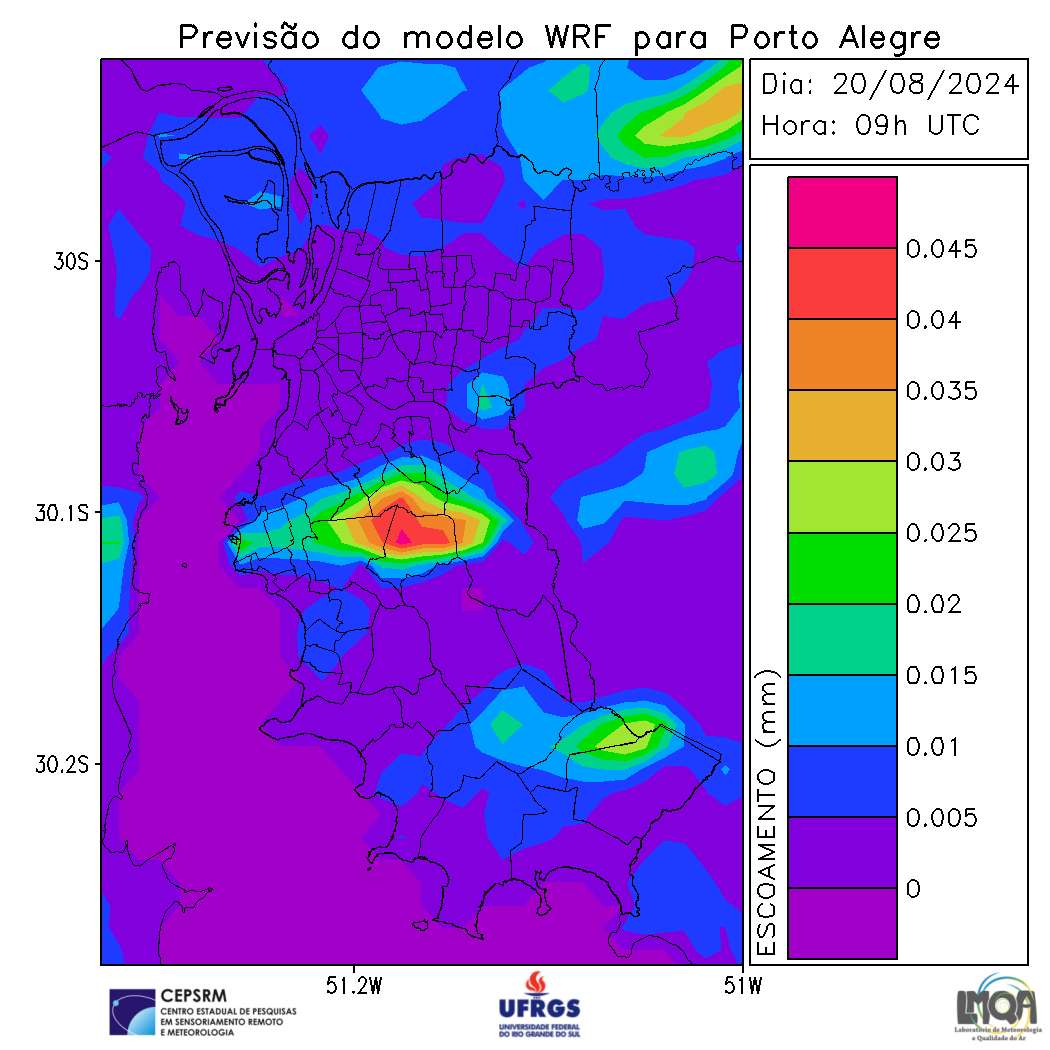 Previsão do modelo WRF para Porto Alegre
Dia: 20/08/2024
Hora: 09h UTC
0.045
0.04
0.035
0.03
0.025
0.02
0.015
0.01
0.005
0
ESCOAMENTO (mm)
30S
30.1S
30.2S
51.2W
51W
CEPSRM
CENTRO ESTADUAL DE PESQUISAS
EM SENSORIAMENTO REMOTO
E METEOROLOGIA
UFRGS
UNIVERSIDADE FEDERAL
DO RIO GRANDE DO SUL
LMQA
Laboratório de Meteorologia
e Qualidade do Ar